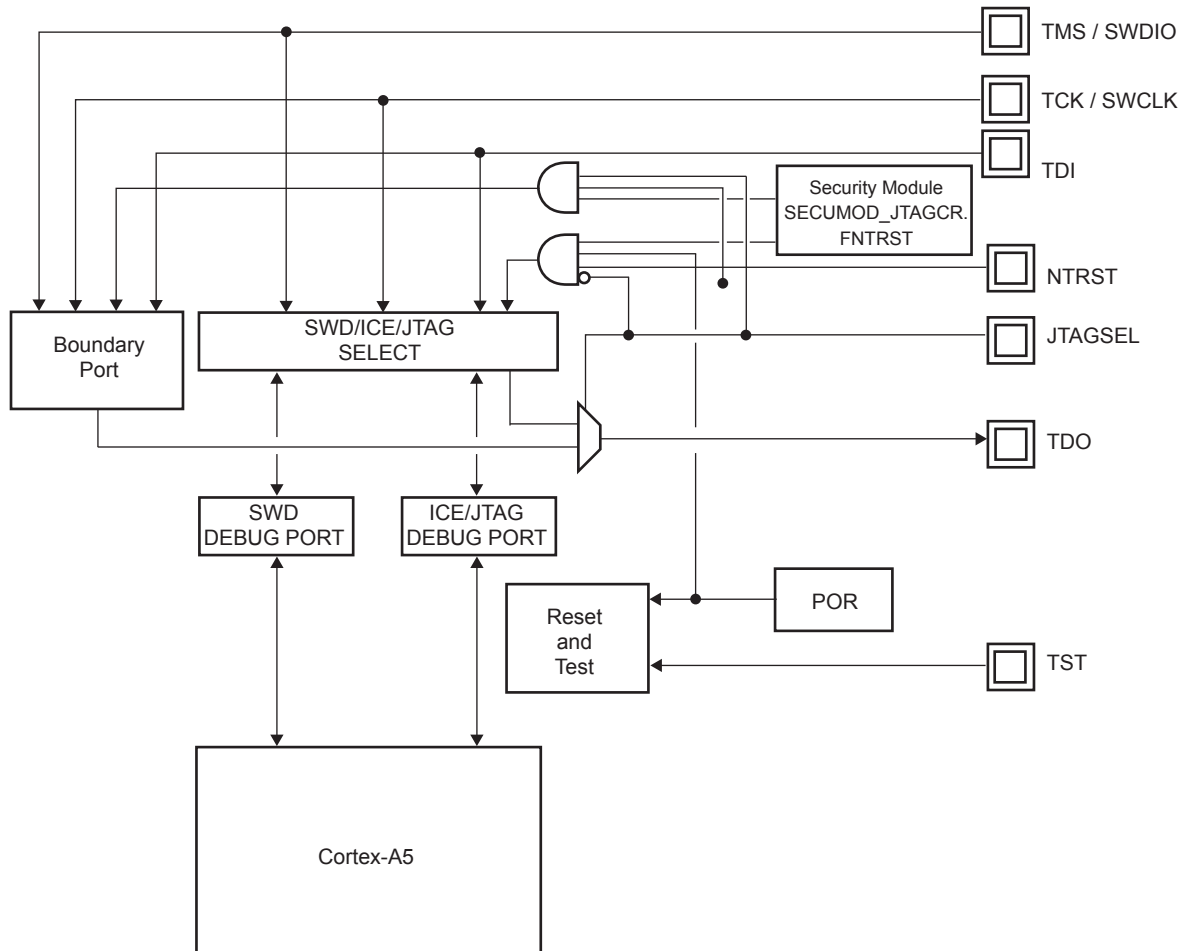 TMS / SWDIO
TCK / SWCLK
TDI
Security Module
SECUMOD_JTAGCR.
FNTRST
NTRST
SWD/ICE/JTAG
SELECT
Boundary
Port
JTAGSEL
TDO
SWD
DEBUG PORT
ICE/JTAG
DEBUG PORT
POR
Reset
and
Test
TST
Cortex-A5